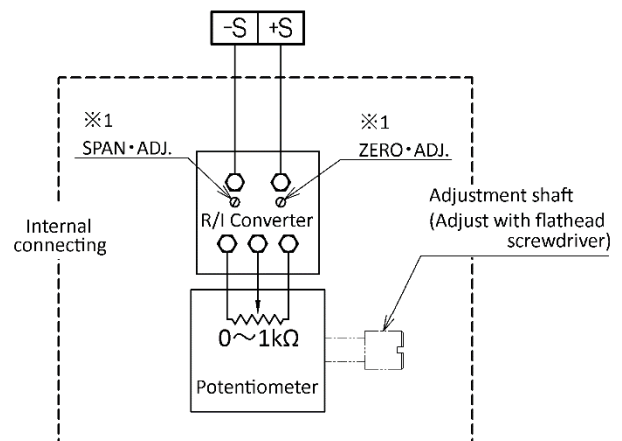 -S +S
※1
SPAN・ADJ.
※1
ZERO・ADJ.
R/I Converter
Internal
connecting
Adjustment shaft
(Adjust with flathead
screwdriver)
0～1kΩ
Potentiometer